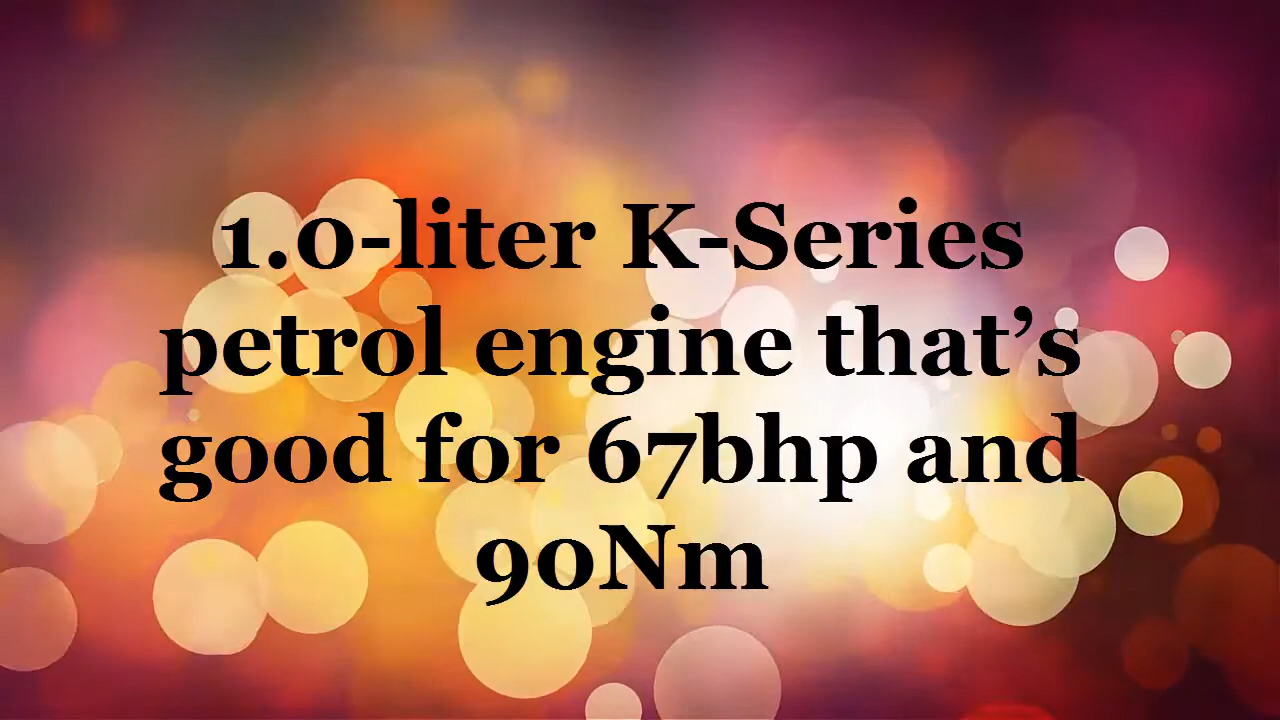 1.0-liter K-Series
petrol engine that’s
good for 67bhp and
90Nm